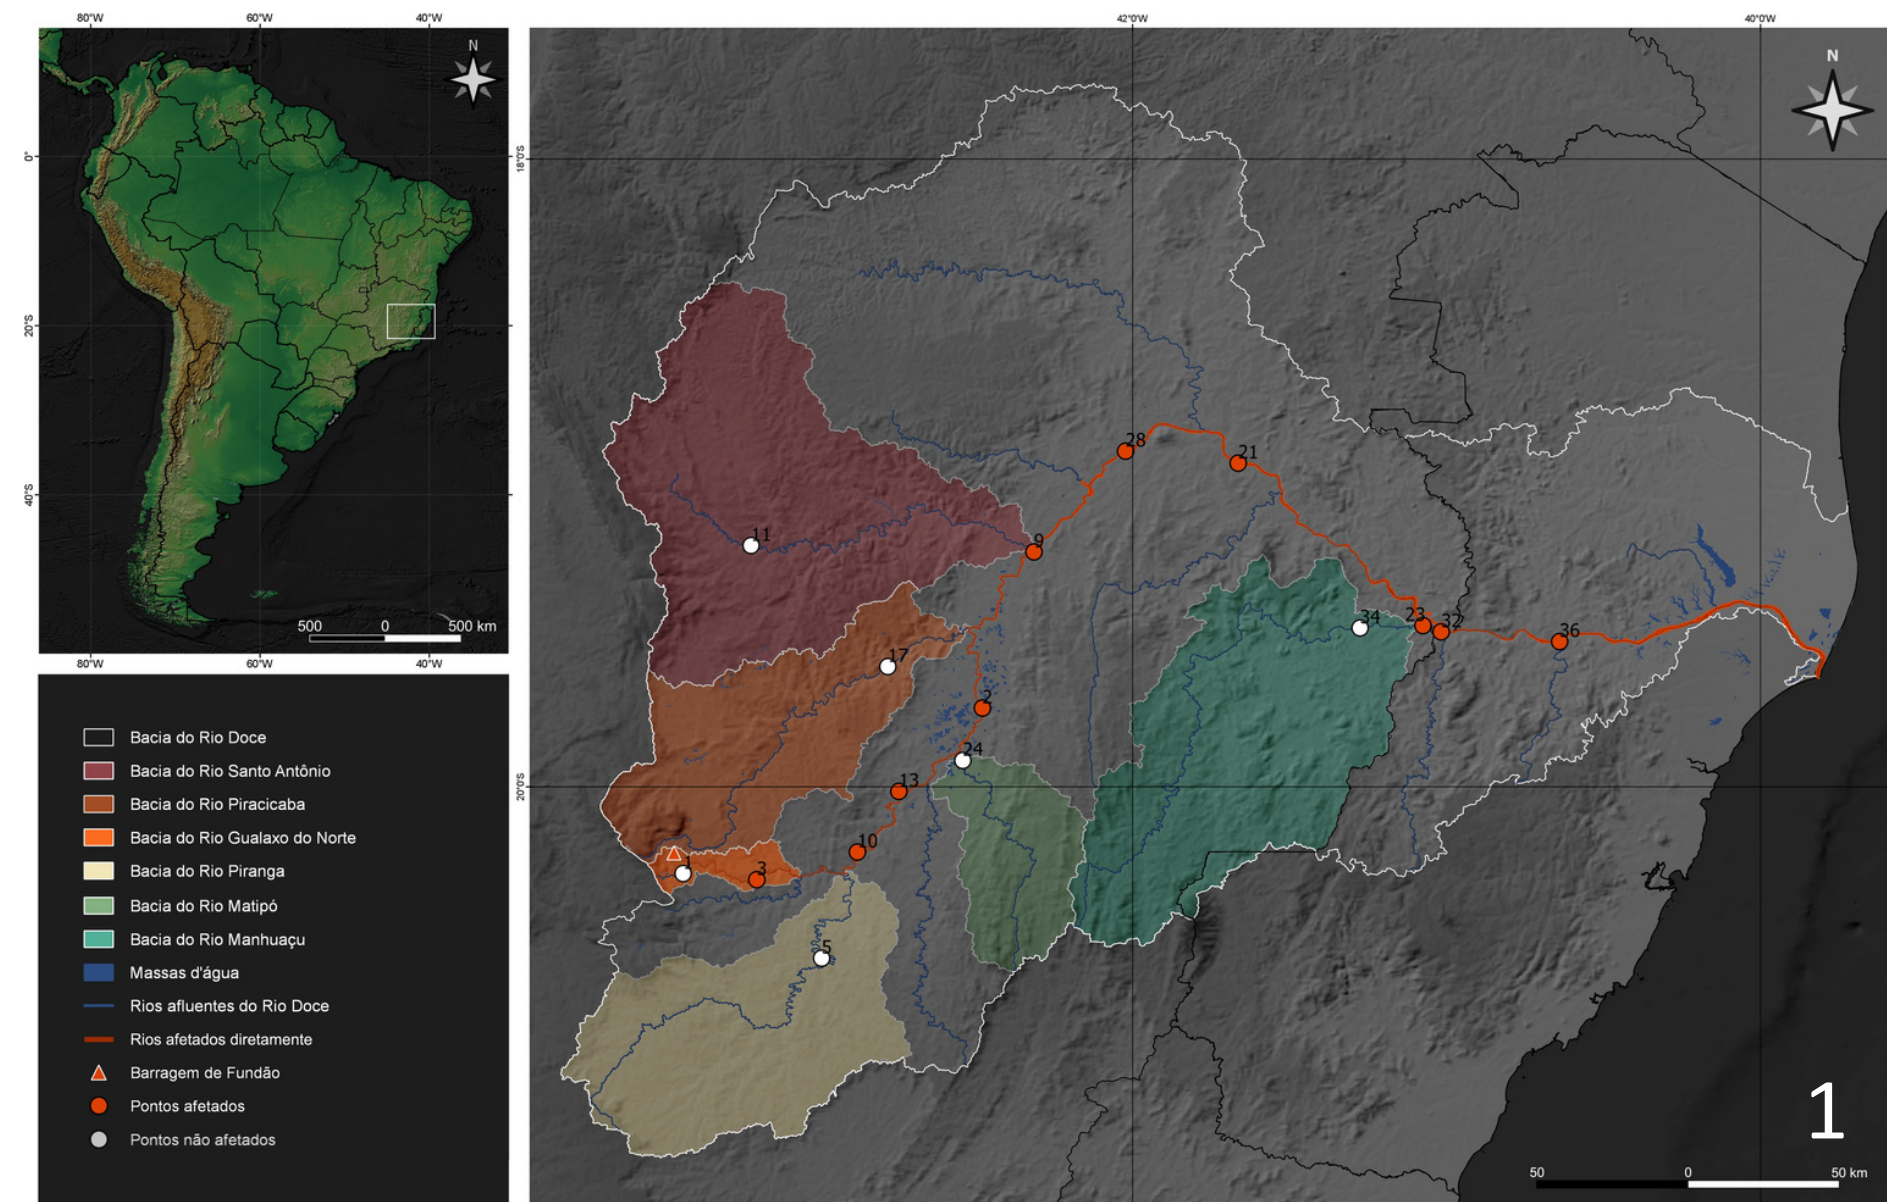 80°W 60°W 40°W
N
0°
20°S
40°S
500 0 500 km
80°W 60°W 40°W
Bacia do Rio Doce
Bacia do Rio Santo Antônio
Bacia do Rio Piracicaba
Bacia do Rio Gualaxo do Norte
Bacia do Rio Piranga
Bacia do Rio Matipó
Bacia do Rio Manhuaçu
Massas d'água
Rios afluentes do Rio Doce
Rios afetados diretamente
Barragem de Fundão
Pontos afetados
Pontos não afetados
42°0'W 40°0'W
N
18°0'S
28
21
11
9
34
23
32
36
17
2
24
20°0'S
13
10
1
3
5
1
50 0 50 km